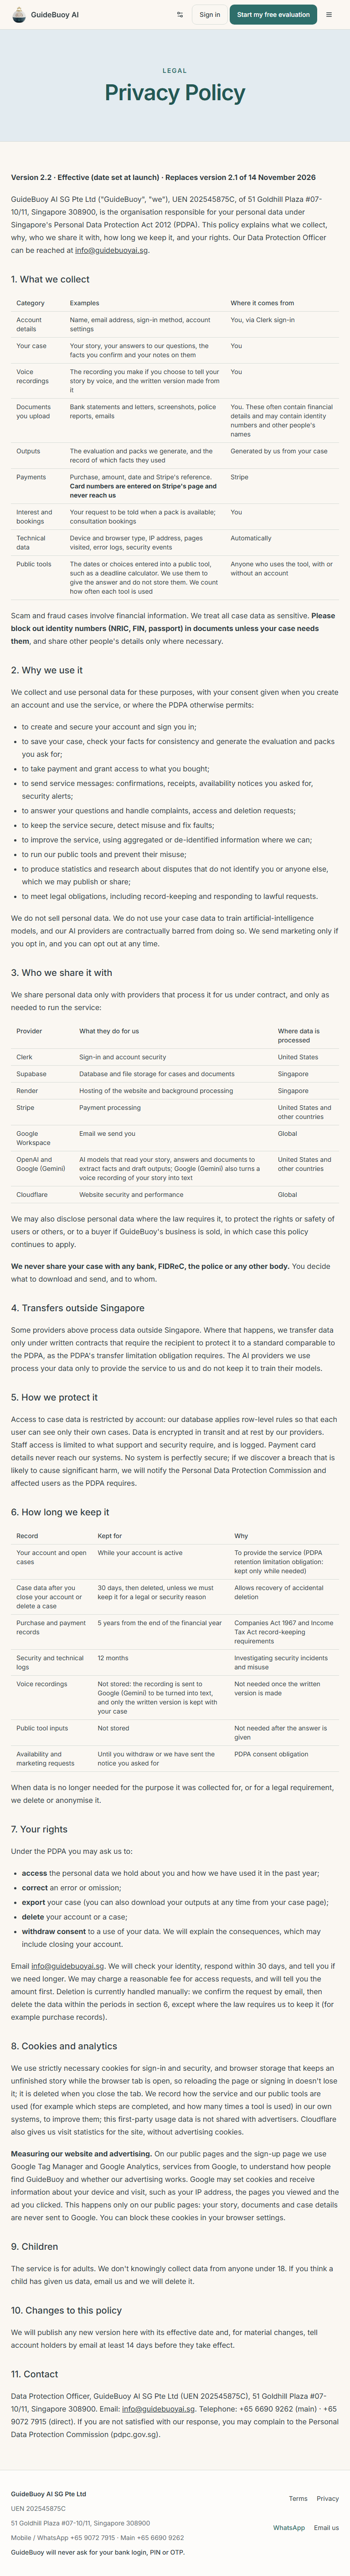 GuideBuoy AI
Sign in
Start my free evaluation
LEGAL
Privacy Policy
Version 2.2 · Effective (date set at launch) · Replaces version 2.1 of 14 November 2026
GuideBuoy AI SG Pte Ltd ("GuideBuoy", "we"), UEN 202545875C, of 51 Goldhill Plaza #07-
10/11, Singapore 308900, is the organisation responsible for your personal data under
Singapore's Personal Data Protection Act 2012 (PDPA). This policy explains what we collect,
why, who we share it with, how long we keep it, and your rights. Our Data Protection Officer
can be reached at info@guidebuoyai.sg.
1. What we collect
Category Examples Where it comes from
Account Name, email address, sign-in method, account You, via Clerk sign-in
details settings
Your case Your story, your answers to our questions, the You
facts you confirm and your notes on them
Voice The recording you make if you choose to tell your You
recordings story by voice, and the written version made from
it
Documents Bank statements and letters, screenshots, police You. These often contain financial
you upload reports, emails details and may contain identity
numbers and other people's
names
Outputs The evaluation and packs we generate, and the Generated by us from your case
record of which facts they used
Payments Purchase, amount, date and Stripe's reference. Stripe
Card numbers are entered on Stripe's page and
never reach us
Interest and Your request to be told when a pack is available; You
bookings consultation bookings
Technical Device and browser type, IP address, pages Automatically
data visited, error logs, security events
Public tools The dates or choices entered into a public tool, Anyone who uses the tool, with or
such as a deadline calculator. We use them to without an account
give the answer and do not store them. We count
how often each tool is used
Scam and fraud cases involve financial information. We treat all case data as sensitive. Please
block out identity numbers (NRIC, FIN, passport) in documents unless your case needs
them, and share other people's details only where necessary.
2. Why we use it
We collect and use personal data for these purposes, with your consent given when you create
an account and use the service, or where the PDPA otherwise permits:
• to create and secure your account and sign you in;
• to save your case, check your facts for consistency and generate the evaluation and packs
you ask for;
• to take payment and grant access to what you bought;
• to send service messages: confirmations, receipts, availability notices you asked for,
security alerts;
• to answer your questions and handle complaints, access and deletion requests;
• to keep the service secure, detect misuse and fix faults;
• to improve the service, using aggregated or de-identified information where we can;
• to run our public tools and prevent their misuse;
• to produce statistics and research about disputes that do not identify you or anyone else,
which we may publish or share;
• to meet legal obligations, including record-keeping and responding to lawful requests.
We do not sell personal data. We do not use your case data to train artificial-intelligence
models, and our AI providers are contractually barred from doing so. We send marketing only if
you opt in, and you can opt out at any time.
3. Who we share it with
We share personal data only with providers that process it for us under contract, and only as
needed to run the service:
Provider What they do for us Where data is
processed
Clerk Sign-in and account security United States
Supabase Database and file storage for cases and documents Singapore
Render Hosting of the website and background processing Singapore
Stripe Payment processing United States and
other countries
Google Email we send you Global
Workspace
OpenAI and AI models that read your story, answers and documents to United States and
Google (Gemini) extract facts and draft outputs; Google (Gemini) also turns a other countries
voice recording of your story into text
Cloudflare Website security and performance Global
We may also disclose personal data where the law requires it, to protect the rights or safety of
users or others, or to a buyer if GuideBuoy's business is sold, in which case this policy
continues to apply.
We never share your case with any bank, FIDReC, the police or any other body. You decide
what to download and send, and to whom.
4. Transfers outside Singapore
Some providers above process data outside Singapore. Where that happens, we transfer data
only under written contracts that require the recipient to protect it to a standard comparable to
the PDPA, as the PDPA's transfer limitation obligation requires. The AI providers we use
process your data only to provide the service to us and do not keep it to train their models.
5. How we protect it
Access to case data is restricted by account: our database applies row-level rules so that each
user can see only their own cases. Data is encrypted in transit and at rest by our providers.
Staff access is limited to what support and security require, and is logged. Payment card
details never reach our systems. No system is perfectly secure; if we discover a breach that is
likely to cause significant harm, we will notify the Personal Data Protection Commission and
affected users as the PDPA requires.
6. How long we keep it
Record Kept for Why
Your account and open While your account is active To provide the service (PDPA
cases retention limitation obligation:
kept only while needed)
Case data after you 30 days, then deleted, unless we must Allows recovery of accidental
close your account or keep it for a legal or security reason deletion
delete a case
Purchase and payment 5 years from the end of the financial year Companies Act 1967 and Income
records Tax Act record-keeping
requirements
Security and technical 12 months Investigating security incidents
logs and misuse
Voice recordings Not stored: the recording is sent to Not needed once the written
Google (Gemini) to be turned into text, version is made
and only the written version is kept with
your case
Public tool inputs Not stored Not needed after the answer is
given
Availability and Until you withdraw or we have sent the PDPA consent obligation
marketing requests notice you asked for
When data is no longer needed for the purpose it was collected for, or for a legal requirement,
we delete or anonymise it.
7. Your rights
Under the PDPA you may ask us to:
• access the personal data we hold about you and how we have used it in the past year;
• correct an error or omission;
• export your case (you can also download your outputs at any time from your case page);
• delete your account or a case;
• withdraw consent to a use of your data. We will explain the consequences, which may
include closing your account.
Email info@guidebuoyai.sg. We will check your identity, respond within 30 days, and tell you if
we need longer. We may charge a reasonable fee for access requests, and will tell you the
amount first. Deletion is currently handled manually: we confirm the request by email, then
delete the data within the periods in section 6, except where the law requires us to keep it (for
example purchase records).
8. Cookies and analytics
We use strictly necessary cookies for sign-in and security, and browser storage that keeps an
unfinished story while the browser tab is open, so reloading the page or signing in doesn't lose
it; it is deleted when you close the tab. We record how the service and our public tools are
used (for example which steps are completed, and how many times a tool is used) in our own
systems, to improve them; this first-party usage data is not shared with advertisers. Cloudflare
also gives us visit statistics for the site, without advertising cookies.
Measuring our website and advertising. On our public pages and the sign-up page we use
Google Tag Manager and Google Analytics, services from Google, to understand how people
find GuideBuoy and whether our advertising works. Google may set cookies and receive
information about your device and visit, such as your IP address, the pages you viewed and the
ad you clicked. This happens only on our public pages: your story, documents and case details
are never sent to Google. You can block these cookies in your browser settings.
9. Children
The service is for adults. We don't knowingly collect data from anyone under 18. If you think a
child has given us data, email us and we will delete it.
10. Changes to this policy
We will publish any new version here with its effective date and, for material changes, tell
account holders by email at least 14 days before they take effect.
11. Contact
Data Protection Officer, GuideBuoy AI SG Pte Ltd (UEN 202545875C), 51 Goldhill Plaza #07-
10/11, Singapore 308900. Email: info@guidebuoyai.sg. Telephone: +65 6690 9262 (main) · +65
9072 7915 (direct). If you are not satisfied with our response, you may complain to the Personal
Data Protection Commission (pdpc.gov.sg).
GuideBuoy AI SG Pte Ltd
UEN 202545875C
51 Goldhill Plaza #07-10/11, Singapore 308900
Mobile / WhatsApp +65 9072 7915 · Main +65 6690 9262
GuideBuoy will never ask for your bank login, PIN or OTP.
Terms Privacy
WhatsApp Email us